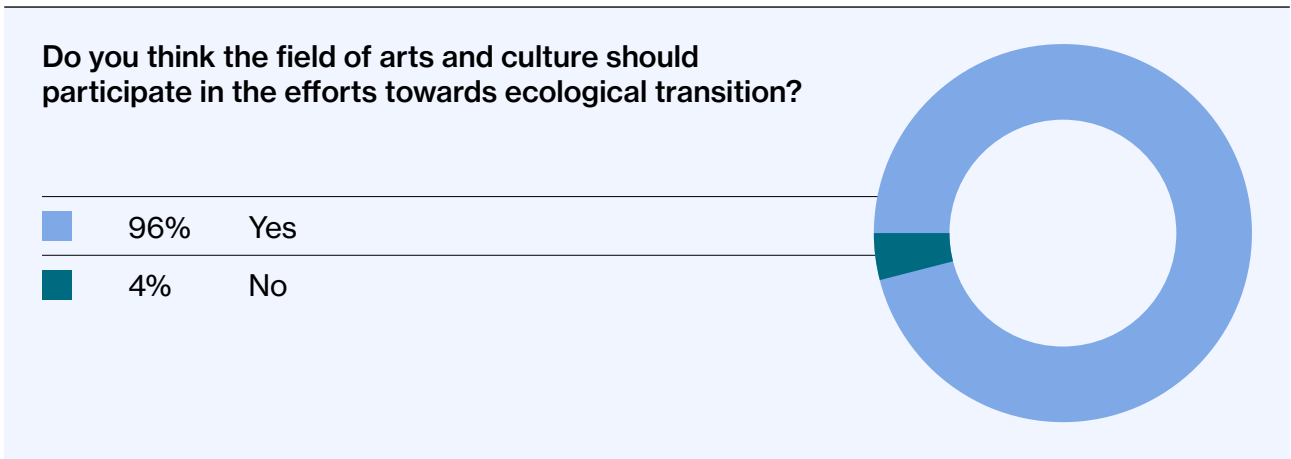 Do you think the field of arts and culture should
participate in the efforts towards ecological transition?
96% Yes
4% No